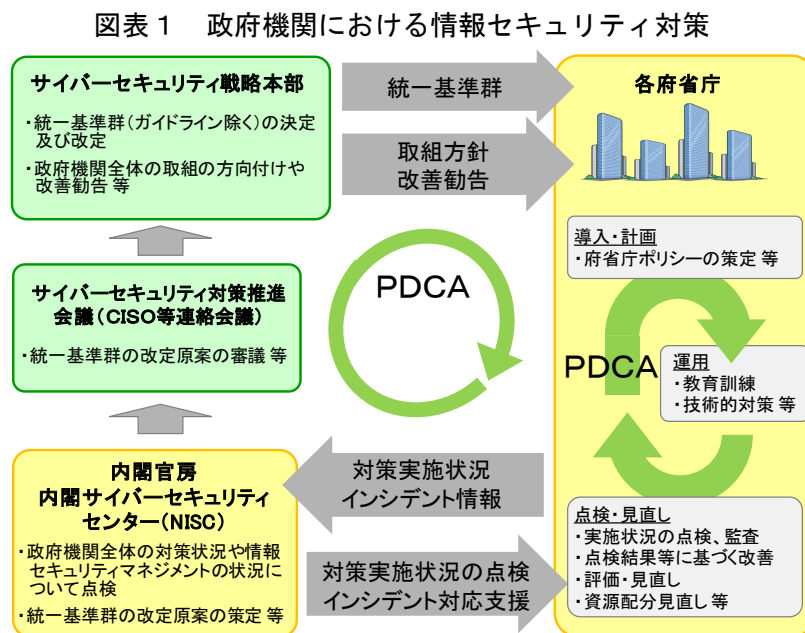 図表１　政府機関における情報セキュリティ対策
サイバーセキュリティ戦略本部
・統一基準群（ガイドライン除く）の決定
及び改定
・政府機関全体の取組の方向付けや
改善勧告 等
サイバーセキュリティ対策推進
会議（CISO等連絡会議）
・統一基準群の改定原案の審議 等
内閣官房
内閣サイバーセキュリティ
センター（NISC）
・政府機関全体の対策状況や情報
セキュリティマネジメントの状況に
ついて点検
・統一基準群の改定原案の策定 等
統一基準群
取組方針
改善勧告
PDCA
対策実施状況
インシデント情報
対策実施状況の点検
インシデント対応支援
各府省庁
導入・計画
・府省庁ポリシーの策定 等
PDCA
運用
・教育訓練
・技術的対策 等
点検・見直し
・実施状況の点検、監査
・点検結果等に基づく改善
・評価・見直し
・資源配分見直し 等